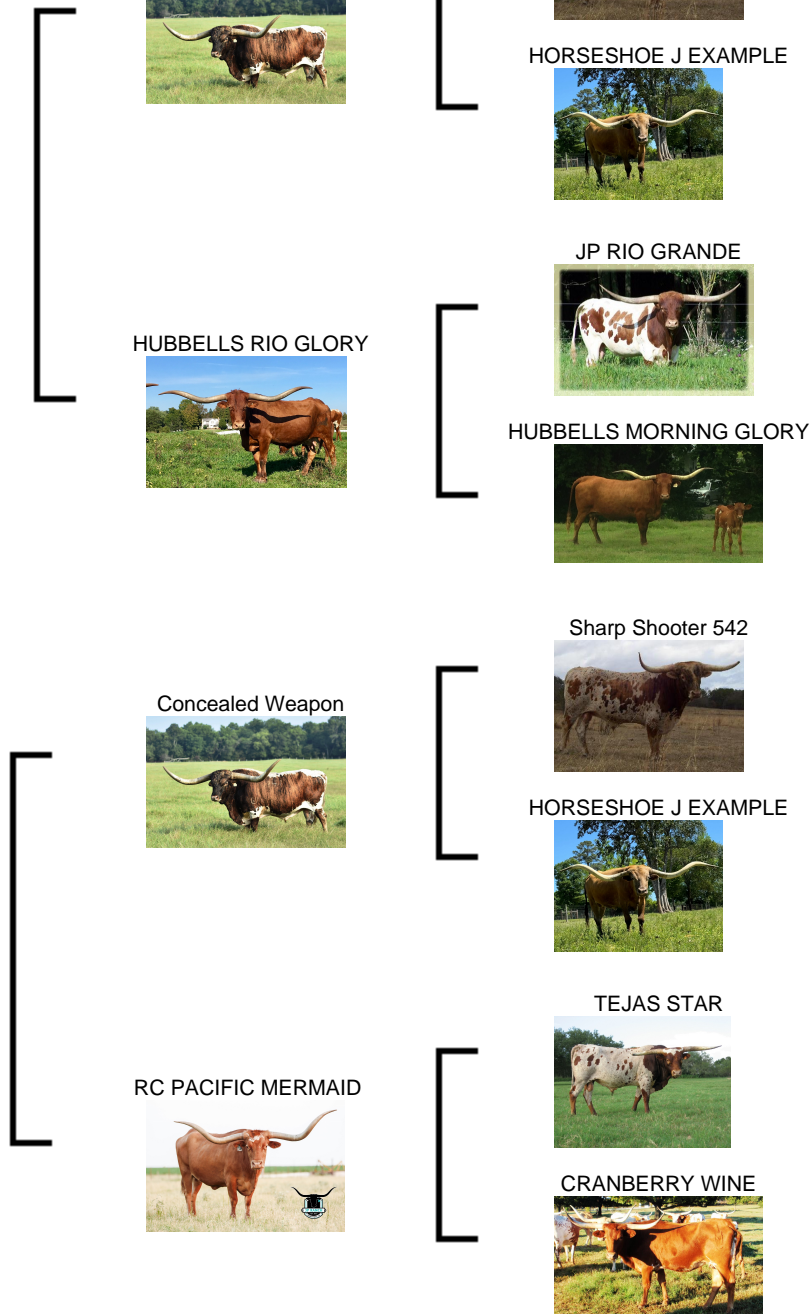 HORSESHOE J EXAMPLE
JP RIO GRANDE
HUBBELLS RIO GLORY
HUBBELLS MORNING GLORY
Sharp Shooter 542
Concealed Weapon
HORSESHOE J EXAMPLE
TEJAS STAR
RC PACIFIC MERMAID
CRANBERRY WINE